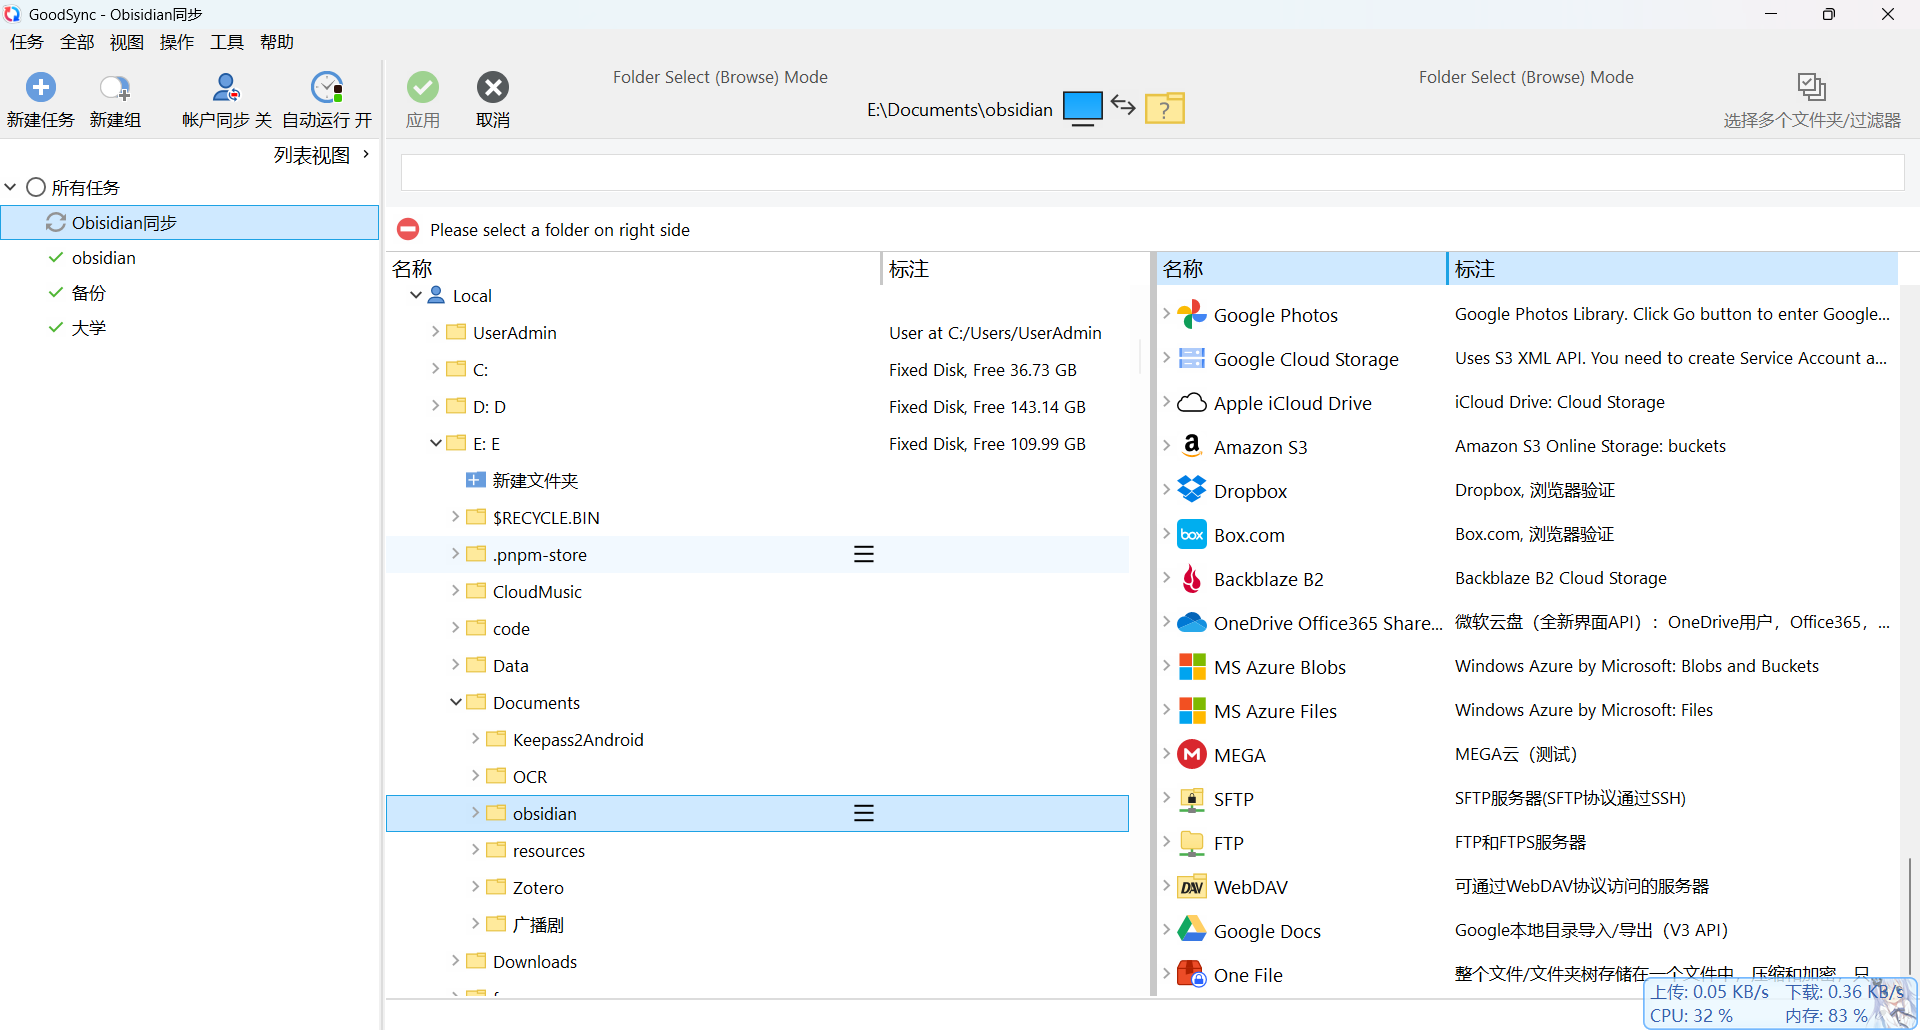 GoodSync - Obisidian同步
任务 全部 视图 操作 工具 帮助
新建任务 新建组 帐户同步 关 自动运行 开
应用 取消
Folder Select (Browse) Mode
E:\Documents\obsidian
Folder Select (Browse) Mode
选择多个文件夹/过滤器
列表视图
所有任务
Obisidian同步
obsidian
备份
大学
Please select a folder on right side
名称 标注
Local
UserAdmin User at C:/Users/UserAdmin
C: Fixed Disk, Free 36.73 GB
D: D Fixed Disk, Free 143.14 GB
E: E Fixed Disk, Free 109.99 GB
新建文件夹
$RECYCLE.BIN
.pnpm-store
CloudMusic
code
Data
Documents
Keepass2Android
OCR
obsidian
resources
Zotero
广播剧
Downloads
名称 标注
Google Photos Google Photos Library. Click Go button to enter Google...
Google Cloud Storage Uses S3 XML API. You need to create Service Account a...
Apple iCloud Drive iCloud Drive: Cloud Storage
a Amazon S3 Amazon S3 Online Storage: buckets
Dropbox Dropbox, 浏览器验证
box Box.com Box.com, 浏览器验证
Backblaze B2 Backblaze B2 Cloud Storage
OneDrive Office365 Share... 微软云盘（全新界面API）：OneDrive用户，Office365，...
MS Azure Blobs Windows Azure by Microsoft: Blobs and Buckets
MS Azure Files Windows Azure by Microsoft: Files
M MEGA MEGA云（测试）
SFTP SFTP服务器(SFTP协议通过SSH)
FTP FTP和FTPS服务器
DAV WebDAV 可通过WebDAV协议访问的服务器
Google Docs Google本地目录导入/导出（V3 API）
One File 整个文件/文件夹树存储在一个文件中，压缩和加密，只
上传: 0.05 KB/s 下载: 0.36 KB/s
CPU: 32 % 内存: 83 %